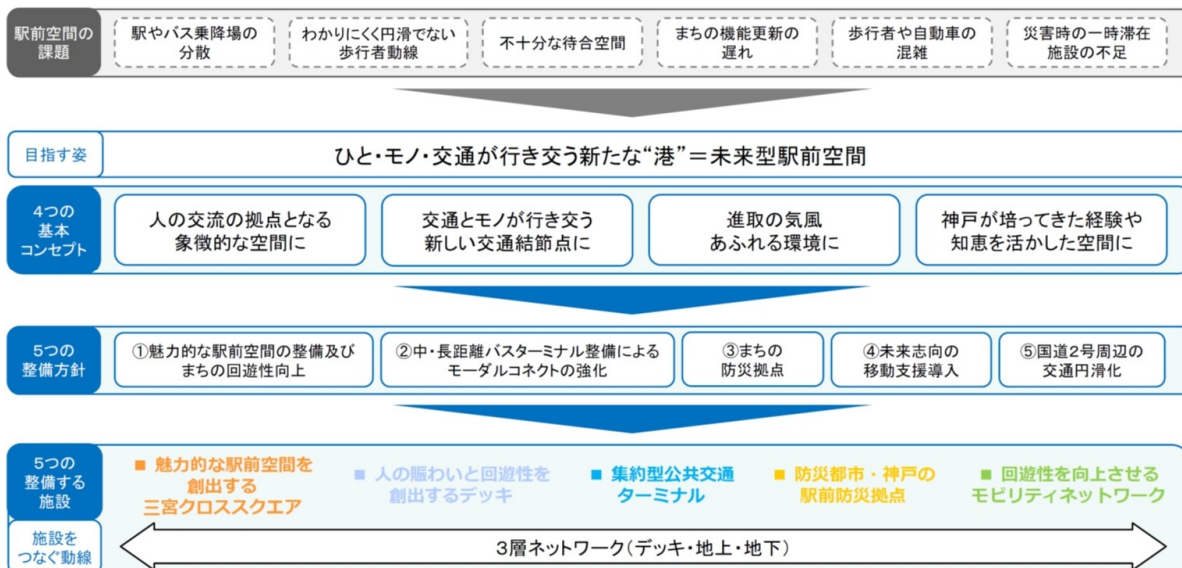 駅前空間の
課題
駅やバス乗降場の
分散
わかりにくく円滑でない
歩行者動線
不十分な待合空間
まちの機能更新の
遅れ
歩行者や自動車の
混雑
災害時の一時滞在
施設の不足
目指す姿
ひと・モノ・交通が行き交う新たな“港”＝未来型駅前空間
4つの
基本
コンセプト
人の交流の拠点となる
象徴的な空間に
交通とモノが行き交う
新しい交通結節点に
進取の気風
あふれる環境に
神戸が培ってきた経験や
知恵を活かした空間に
5つの
整備方針
①魅力的な駅前空間の整備及び
まちの回遊性向上
②中・長距離バスターミナル整備による
モーダルコネクトの強化
③まちの
防災拠点
④未来志向の
移動支援導入
⑤国道2号周辺の
交通円滑化
5つの
整備する
施設
■ 魅力的な駅前空間を
創出する
三宮クロススクエア
■ 人の賑わいと回遊性を
創出するデッキ
■ 集約型公共交通
ターミナル
■ 防災都市・神戸の
駅前防災拠点
■ 回遊性を向上させる
モビリティネットワーク
施設を
つなぐ動線
3層ネットワーク（デッキ・地上・地下）